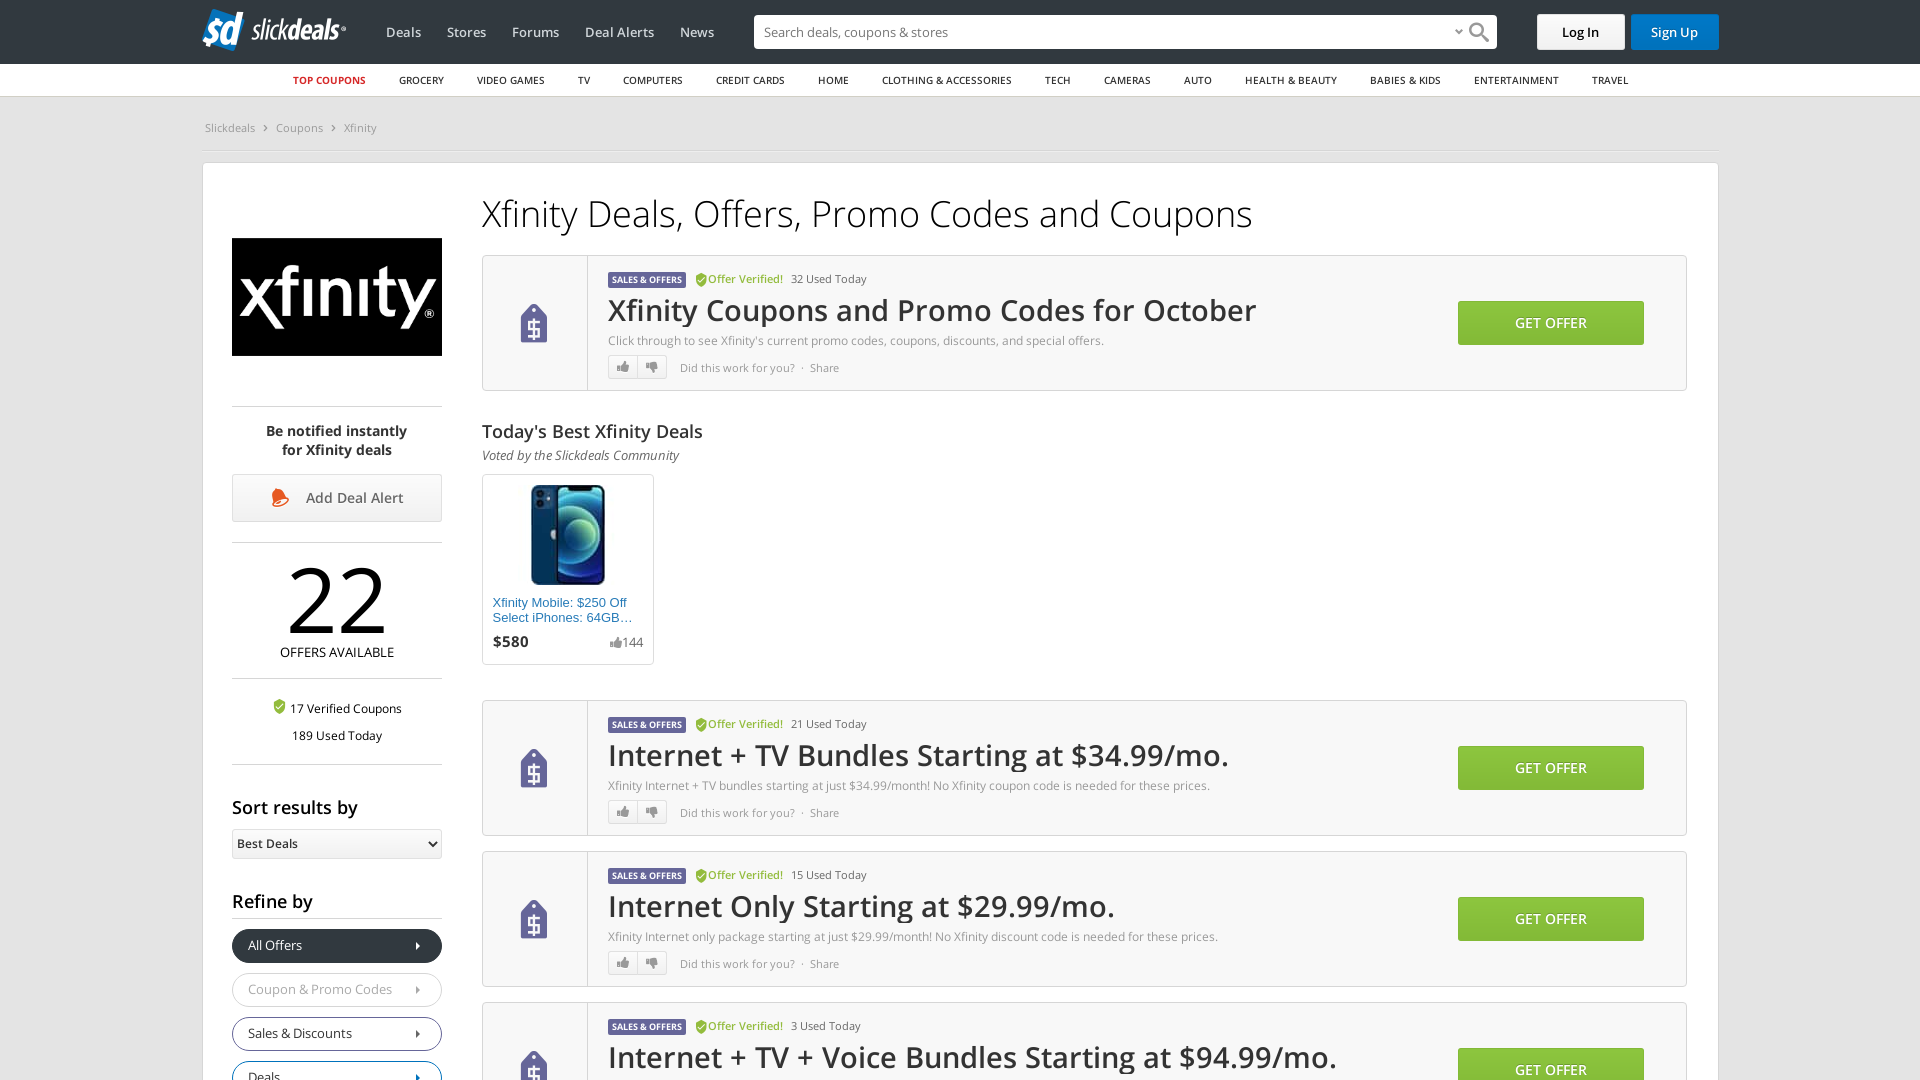 sd slickdeals
Deals
Stores
Forums
Deal Alerts
News
Search deals, coupons & stores
Log In
Sign Up
TOP COUPONS
GROCERY
VIDEO GAMES
TV
COMPUTERS
CREDIT CARDS
HOME
CLOTHING & ACCESSORIES
TECH
CAMERAS
AUTO
HEALTH & BEAUTY
BABIES & KIDS
ENTERTAINMENT
TRAVEL
Slickdeals > Coupons > Xfinity
xfinity®
Be notified instantly
for Xfinity deals
Add Deal Alert
22
OFFERS AVAILABLE
17 Verified Coupons
189 Used Today
Sort results by
Best Deals
Refine by
All Offers
Coupon & Promo Codes
Sales & Discounts
Deals
Xfinity Deals, Offers, Promo Codes and Coupons
SALES & OFFERS Offer Verified! 32 Used Today
Xfinity Coupons and Promo Codes for October
Click through to see Xfinity's current promo codes, coupons, discounts, and special offers.
Did this work for you? · Share
GET OFFER
Today's Best Xfinity Deals
Voted by the Slickdeals Community
Xfinity Mobile: $250 Off
Select iPhones: 64GB…
$580 144
SALES & OFFERS Offer Verified! 21 Used Today
Internet + TV Bundles Starting at $34.99/mo.
Xfinity Internet + TV bundles starting at just $34.99/month! No Xfinity coupon code is needed for these prices.
Did this work for you? · Share
GET OFFER
SALES & OFFERS Offer Verified! 15 Used Today
Internet Only Starting at $29.99/mo.
Xfinity Internet only package starting at just $29.99/month! No Xfinity discount code is needed for these prices.
Did this work for you? · Share
GET OFFER
SALES & OFFERS Offer Verified! 3 Used Today
Internet + TV + Voice Bundles Starting at $94.99/mo.
GET OFFER